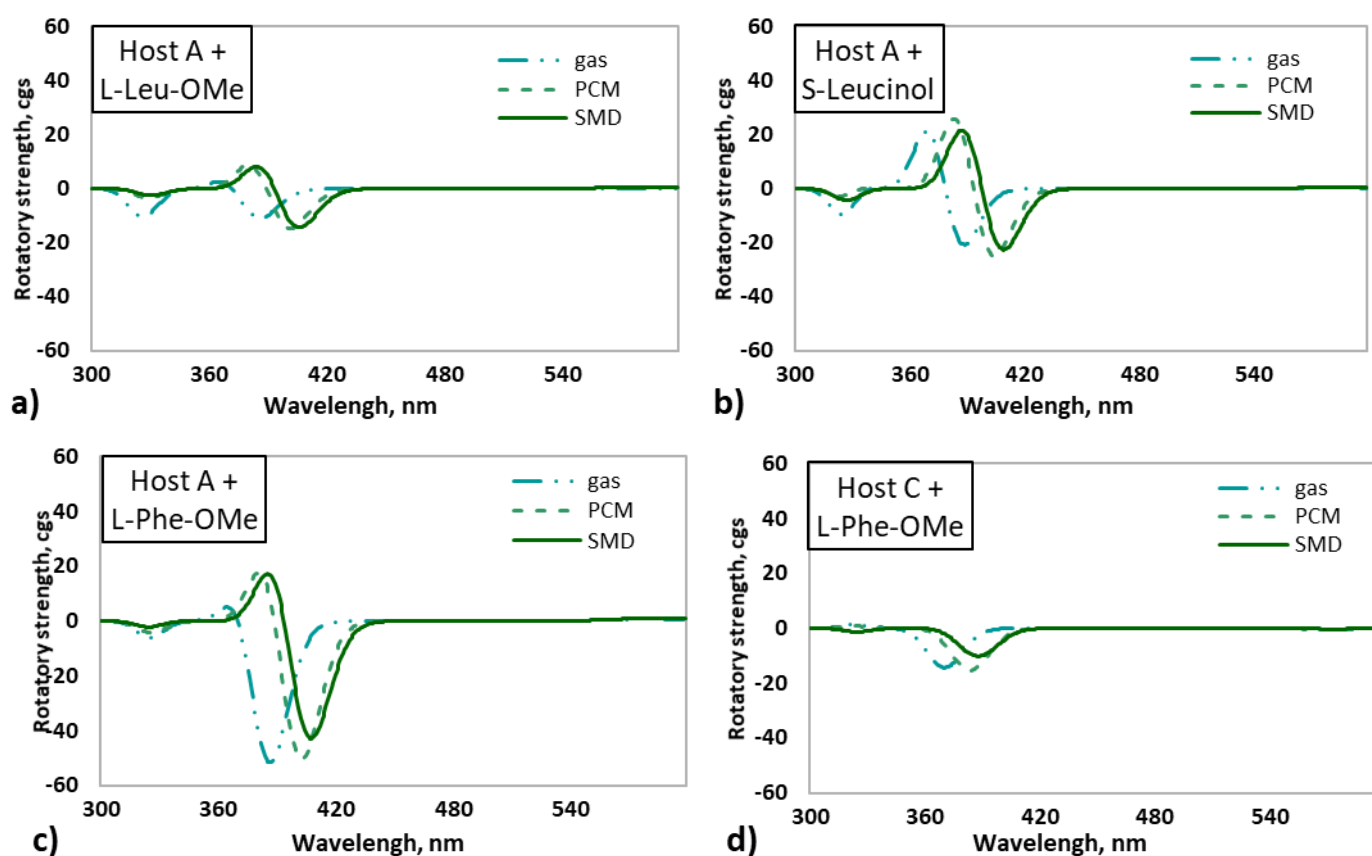 Host A +
L-Leu-OMe
gas
PCM
SMD
Rotatory strength, cgs
60
40
20
0
-20
-40
-60
300
360
420
480
540
Wavelengh, nm
a)
Host A +
S-Leucinol
gas
PCM
SMD
Rotatory strength, cgs
60
40
20
0
-20
-40
-60
300
360
420
480
540
Wavelengh, nm
b)
Host A +
L-Phe-OMe
gas
PCM
SMD
Rotatory strength, cgs
60
40
20
0
-20
-40
-60
300
360
420
480
540
Wavelengh, nm
c)
Host C +
L-Phe-OMe
gas
PCM
SMD
Rotatory strength, cgs
60
40
20
0
-20
-40
-60
300
360
420
480
540
Wavelengh, nm
d)